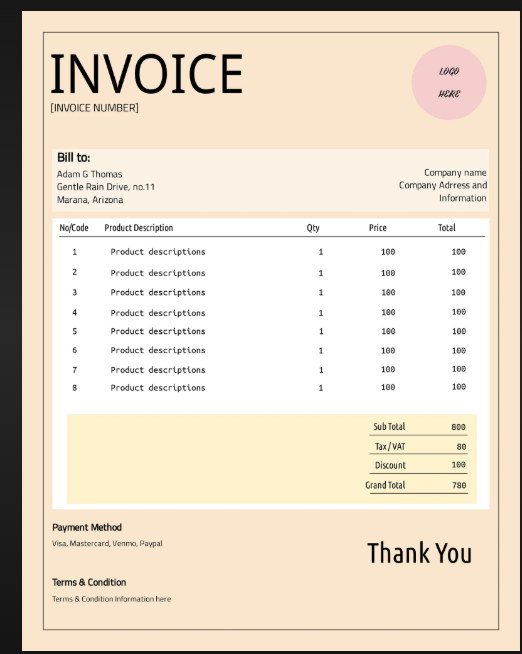 INVOICE
[INVOICE NUMBER]
LOGO
HERE
Bill to:
Adam G Thomas
Gentle Rain Drive, no.11
Marana, Arizona
Company name
Company Adrress and
Information
No/Code Product Description Qty Price Total
1 Product descriptions 1 100 100
2 Product descriptions 1 100 100
3 Product descriptions 1 100 100
4 Product descriptions 1 100 100
5 Product descriptions 1 100 100
6 Product descriptions 1 100 100
7 Product descriptions 1 100 100
8 Product descriptions 1 100 100
Sub Total 800
Tax/VAT 80
Discount 100
Grand Total 780
Payment Method
Visa, Mastercard, Venmo, Paypal
Thank You
Terms & Condition
Terms & Condition Information here